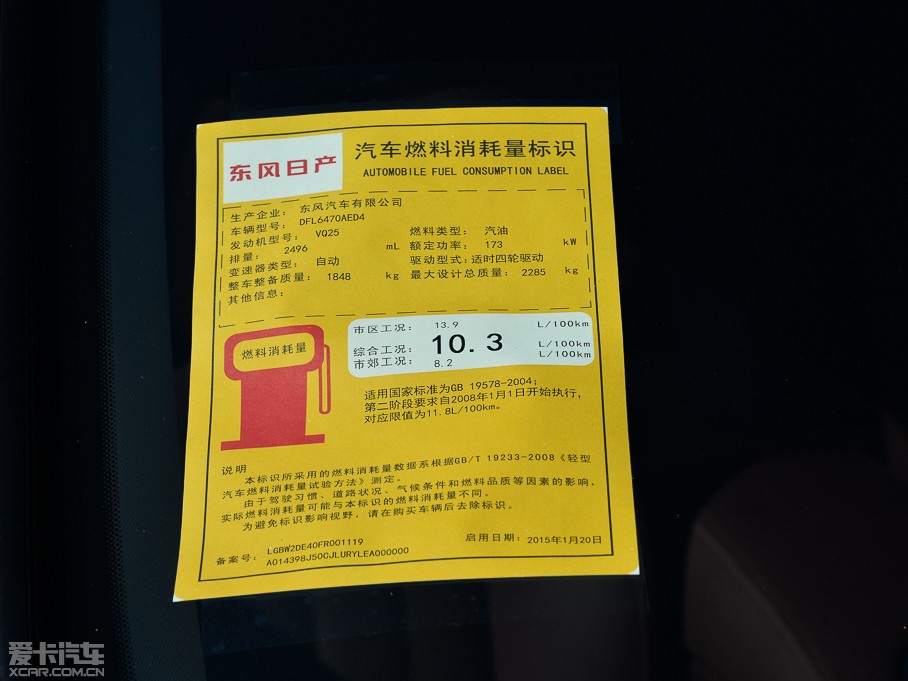 东风日产
汽车燃料消耗量标识
AUTOMOBILE FUEL CONSUMPTION LABEL
生产企业： 东风汽车有限公司
车辆型号： DFL6470AED4
发动机型号： VQ25 燃料类型： 汽油
排量： 2496 mL 额定功率： 173 kW
变速器类型： 自动 驱动型式：适时四轮驱动
整车整备质量： 1848 kg 最大设计总质量： 2285 kg
其他信息：
燃料消耗量
市区工况： 13.9 L/100km
综合工况： 10.3 L/100km
市郊工况： 8.2 L/100km
适用国家标准为GB 19578-2004；
第二阶段要求自2008年1月1日开始执行，
对应限值为11.8L/100km。
说明
本标识所采用的燃料消耗量数据系根据GB/T 19233-2008《轻型
汽车燃料消耗量试验方法》测定。
由于驾驶习惯、道路状况、气候条件和燃料品质等因素的影响，
实际燃料消耗量可能与本标识的燃料消耗量不同。
为避免标识影响视野，请在购买车辆后去除标识。
备案号： LGBW2DE40FR001119
A014398J50CJLURYLEA000000
启用日期：2015年1月20日
爱卡汽车
XCAR.COM.CN